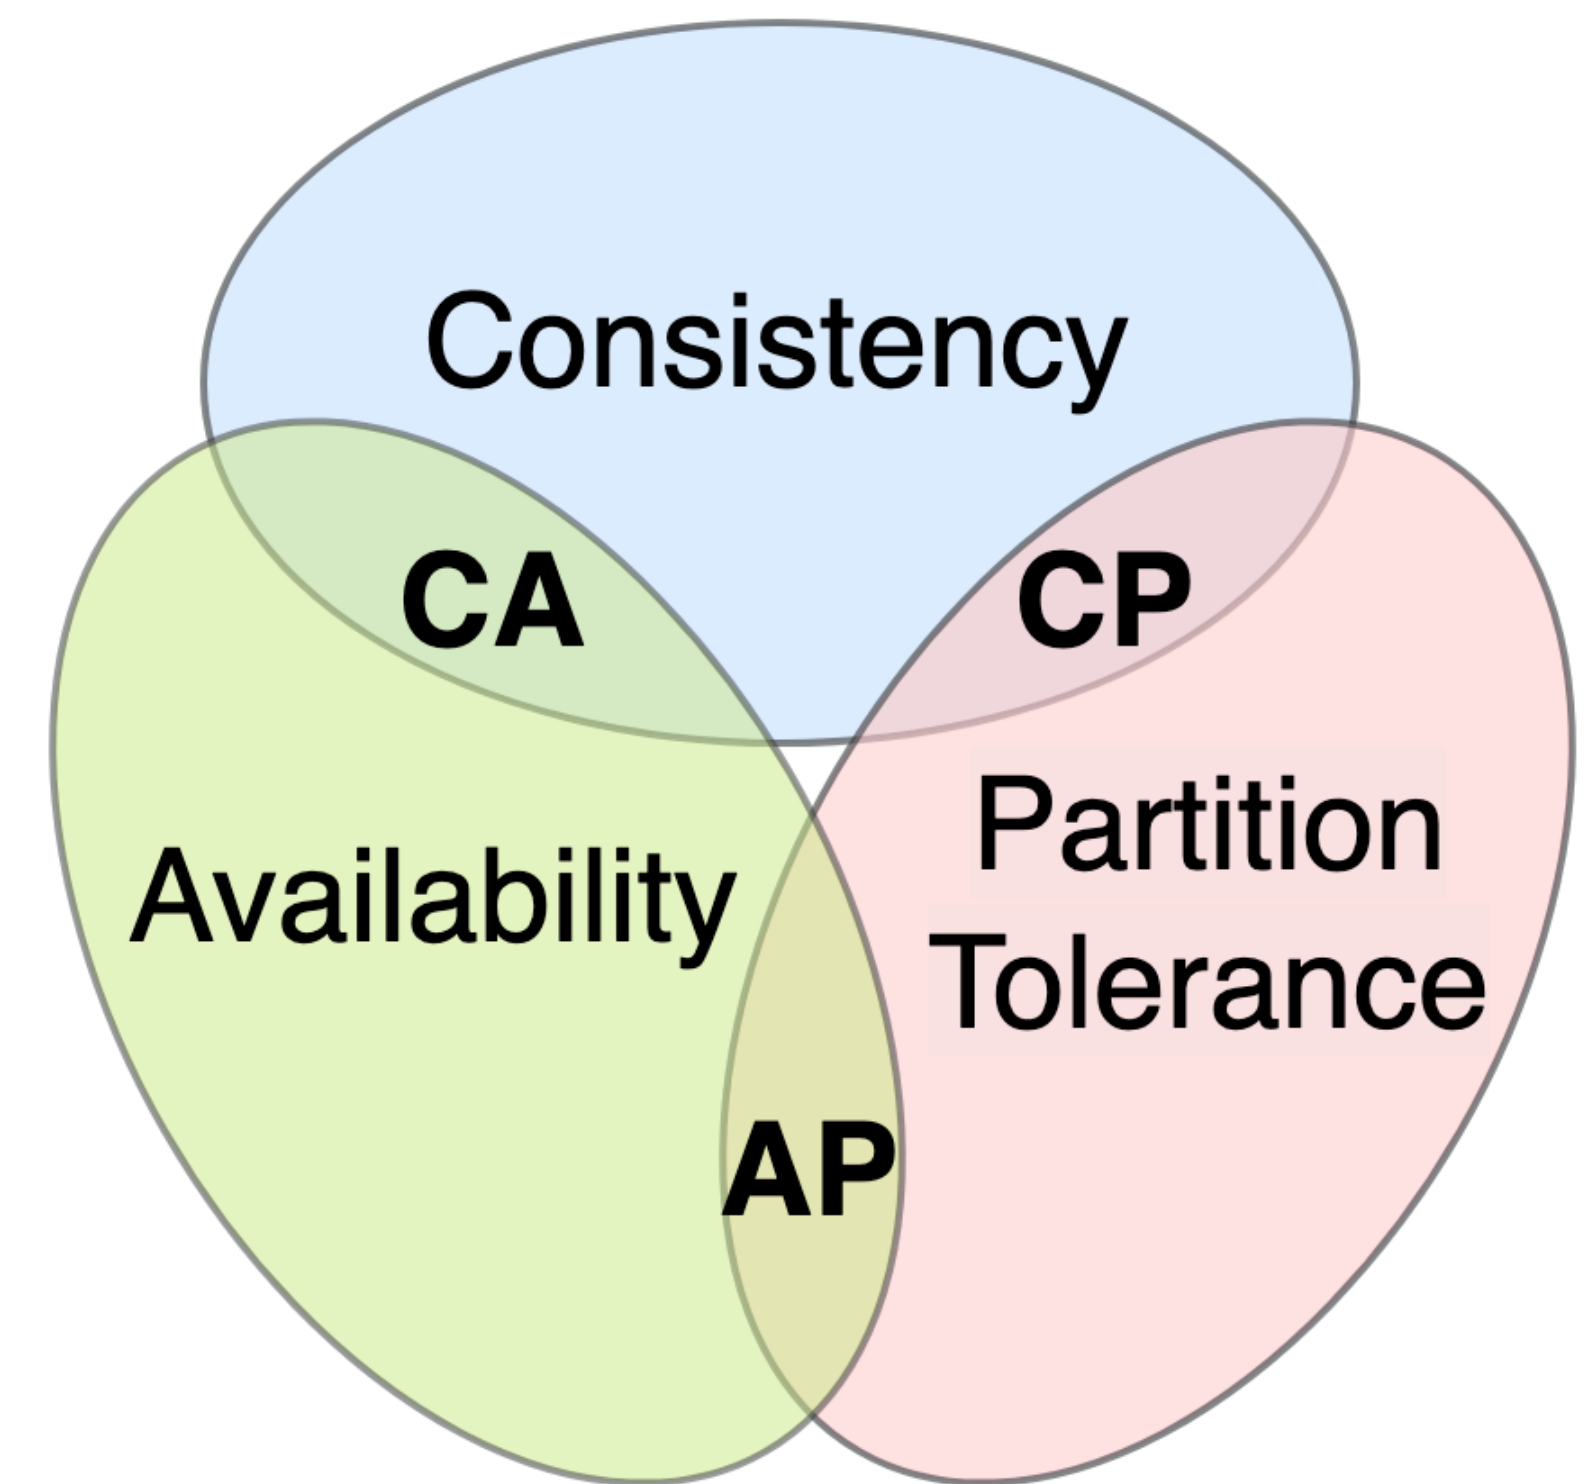 Consistency
CA
CP
Availability
Partition
Tolerance
AP